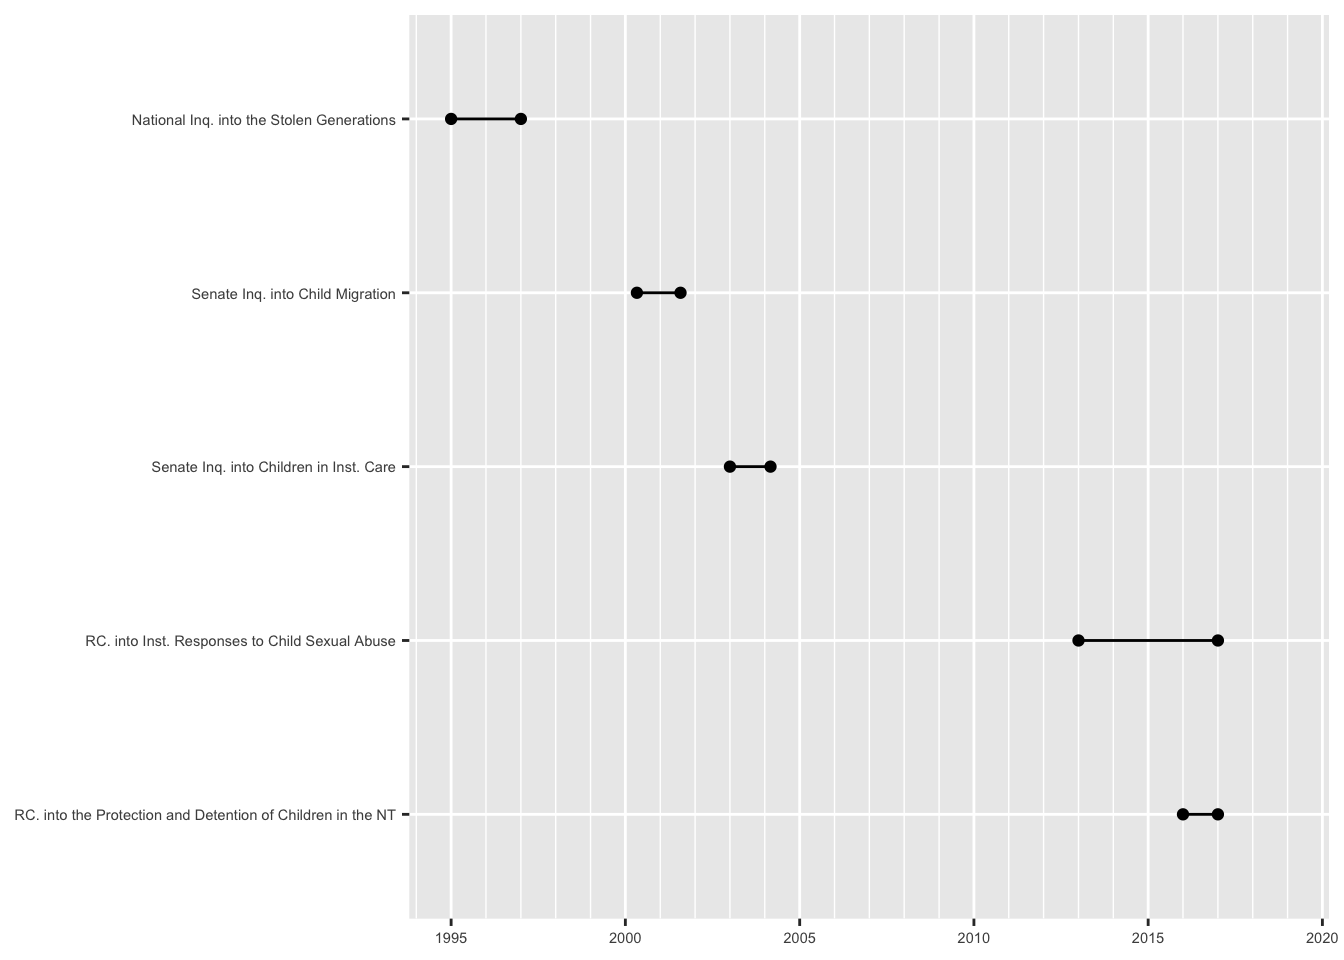 National Inq. into the Stolen Generations
Senate Inq. into Child Migration
Senate Inq. into Children in Inst. Care
RC. into Inst. Responses to Child Sexual Abuse
RC. into the Protection and Detention of Children in the NT
1995 2000 2005 2010 2015 2020